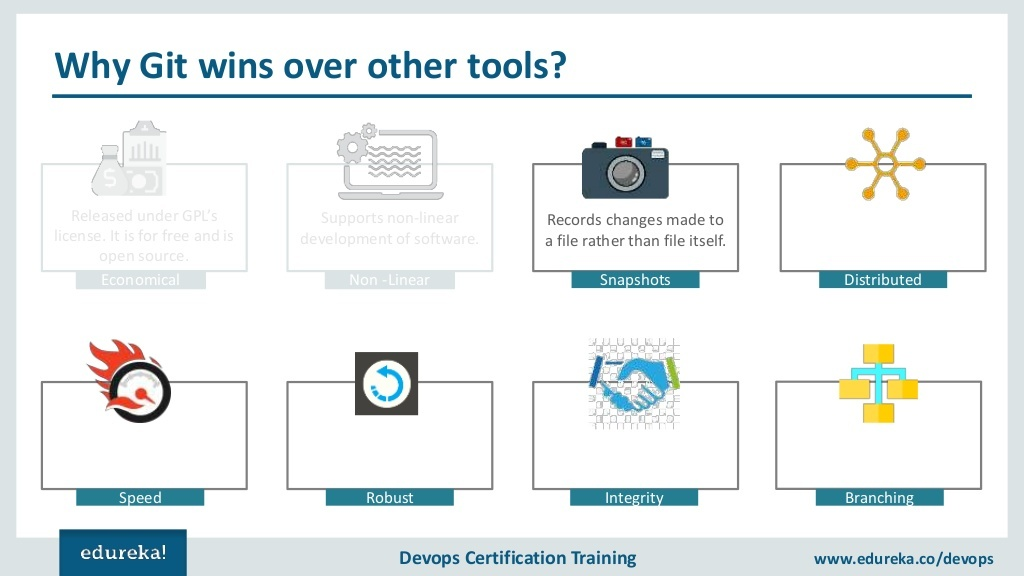 Why Git wins over other tools?
Released under GPL's
license. It is for free and is
open source.
Economical
Supports non-linear
development of software.
Non -Linear
Records changes made to
a file rather than file itself.
Snapshots
Distributed
Speed
Robust
Integrity
Branching
edureka!
Devops Certification Training
www.edureka.co/devops